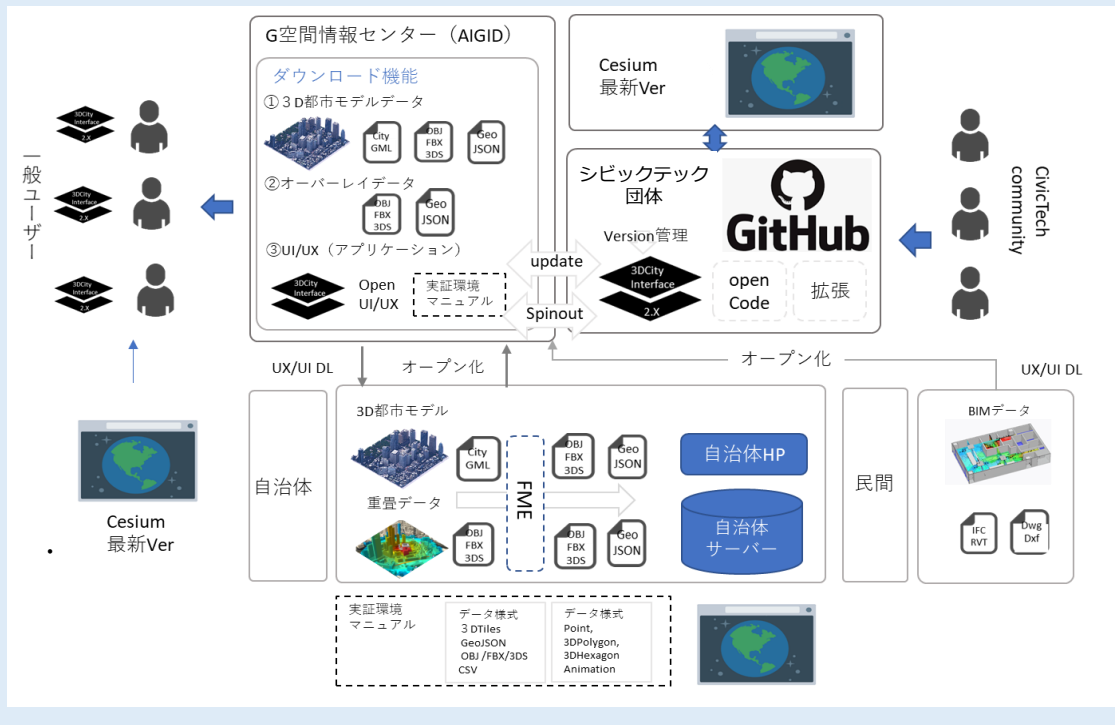 G空間情報センター（AIGID）
ダウンロード機能
①３D都市モデルデータ
City
GML
OBJ
FBX
3DS
Geo
JSON
②オーバーレイデータ
OBJ
FBX
3DS
Geo
JSON
③UI/UX（アプリケーション）
3DCity
Interface
2.X
Open
UI/UX
実証環境
マニュアル
Cesium
最新Ver
シビックテック
団体
GitHub
Version管理
3DCity
Interface
2.X
open
Code
拡張
update
Spinout
CivicTech
community
一般ユーザー
3DCity
Interface
2.X
3DCity
Interface
2.X
3DCity
Interface
2.X
Cesium
最新Ver
UX/UI DL
オープン化
オープン化
UX/UI DL
自治体
3D都市モデル
City
GML
OBJ
FBX
3DS
Geo
JSON
FME
重畳データ
OBJ
FBX
3DS
OBJ
FBX
3DS
Geo
JSON
自治体HP
自治体
サーバー
民間
BIMデータ
IFC
RVT
Dwg
Dxf
実証環境
マニュアル
データ様式
３DTiles
GeoJSON
OBJ /FBX/3DS
CSV
データ様式
Point,
3DPolygon,
3DHexagon
Animation